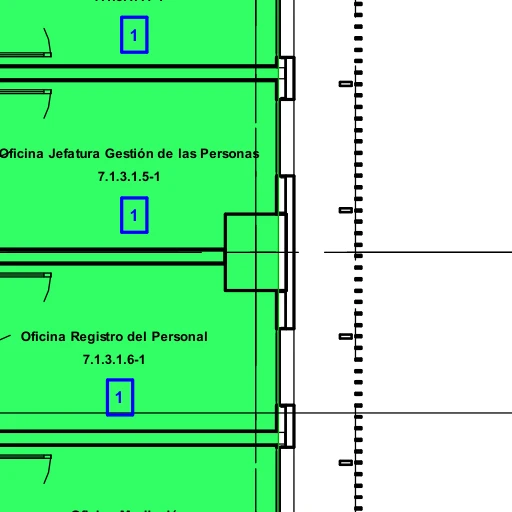 1
Oficina Jefatura Gestión de las Personas
7.1.3.1.5-1
1
Oficina Registro del Personal
7.1.3.1.6-1
1